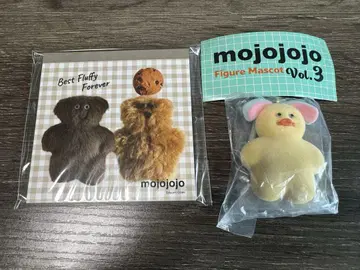 Best Fluffy
Forever
mojojojo
mojojojo
Figure Mascot Vol.3